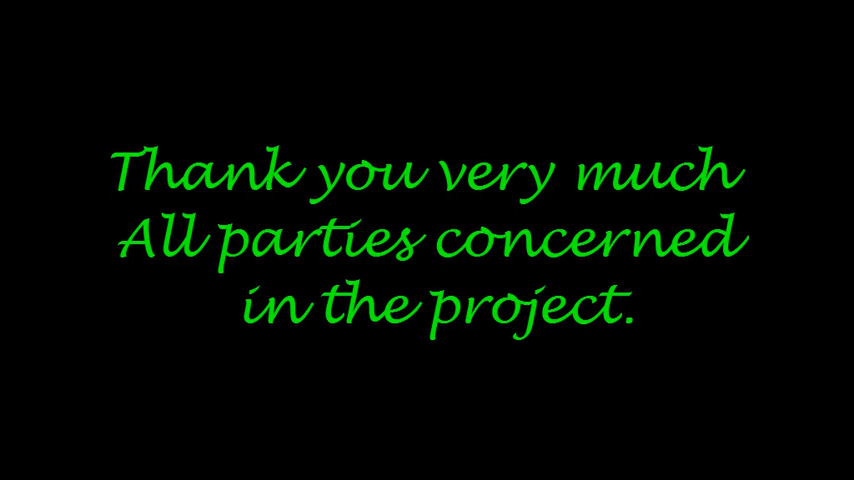 Thank you very much
All parties concerned
in the project.